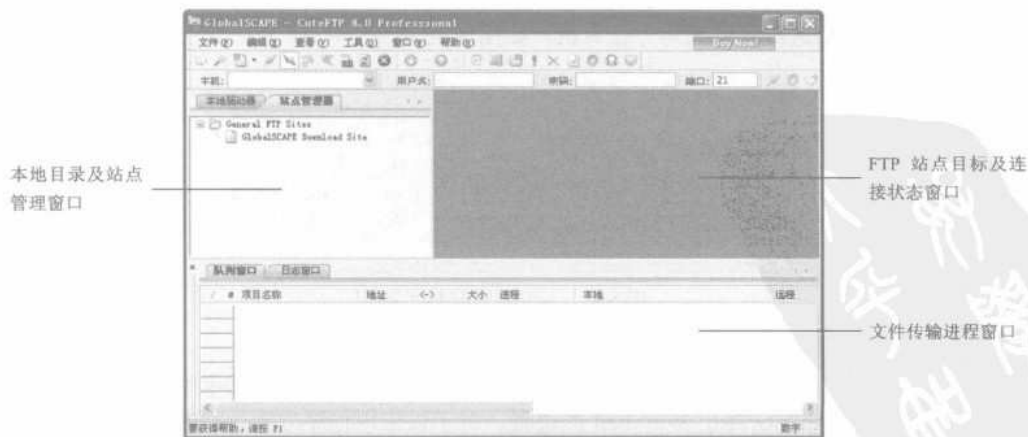 GlobalSCAPE - CuteFTP 8.0 Professional
文件(F) 编辑(E) 查看(V) 工具(T) 窗口(W) 帮助(H)
Buy Now!
主机: 用户名: 密码: 端口: 21
本地驱动器 站点管理器
General FTP Sites
GlobalSCAPE Download Site
本地目录及站点
管理窗口
FTP 站点目标及连
接状态窗口
队列窗口 日志窗口
/ # 项目名称 地址 <-> 大小 进程 本地 远程
文件传输进程窗口
要获得帮助，请按 F1 数字